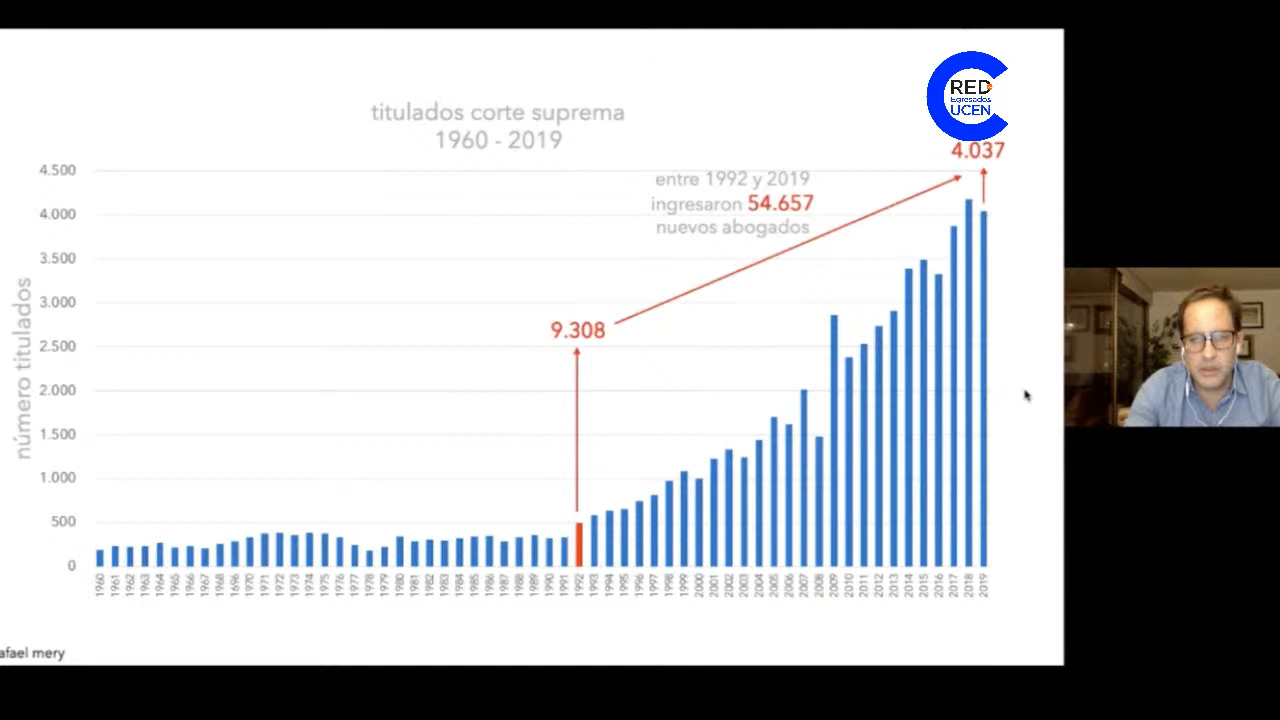 RED
Egresados
UCEN
titulados corte suprema
1960 - 2019
4.037
entre 1992 y 2019
ingresaron 54.657
nuevos abogados
9.308
número titulados
4.500
4.000
3.500
3.000
2.500
2.000
1.500
1.000
500
0
1960 1961 1962 1963 1964 1965 1966 1967 1968 1696 1970 1971 1972 1973 1974 1975 1976 1977 1978 1979 1980 1981 1982 1983 1984 1985 1986 1987 1988 1989 1990 1991 1992 1993 1994 1995 1996 1997 1998 1999 2000 2001 2002 2003 2004 2005 2006 2007 2008 2009 2010 2011 2012 2013 2014 2015 2016 2017 2018 2019
afael mery